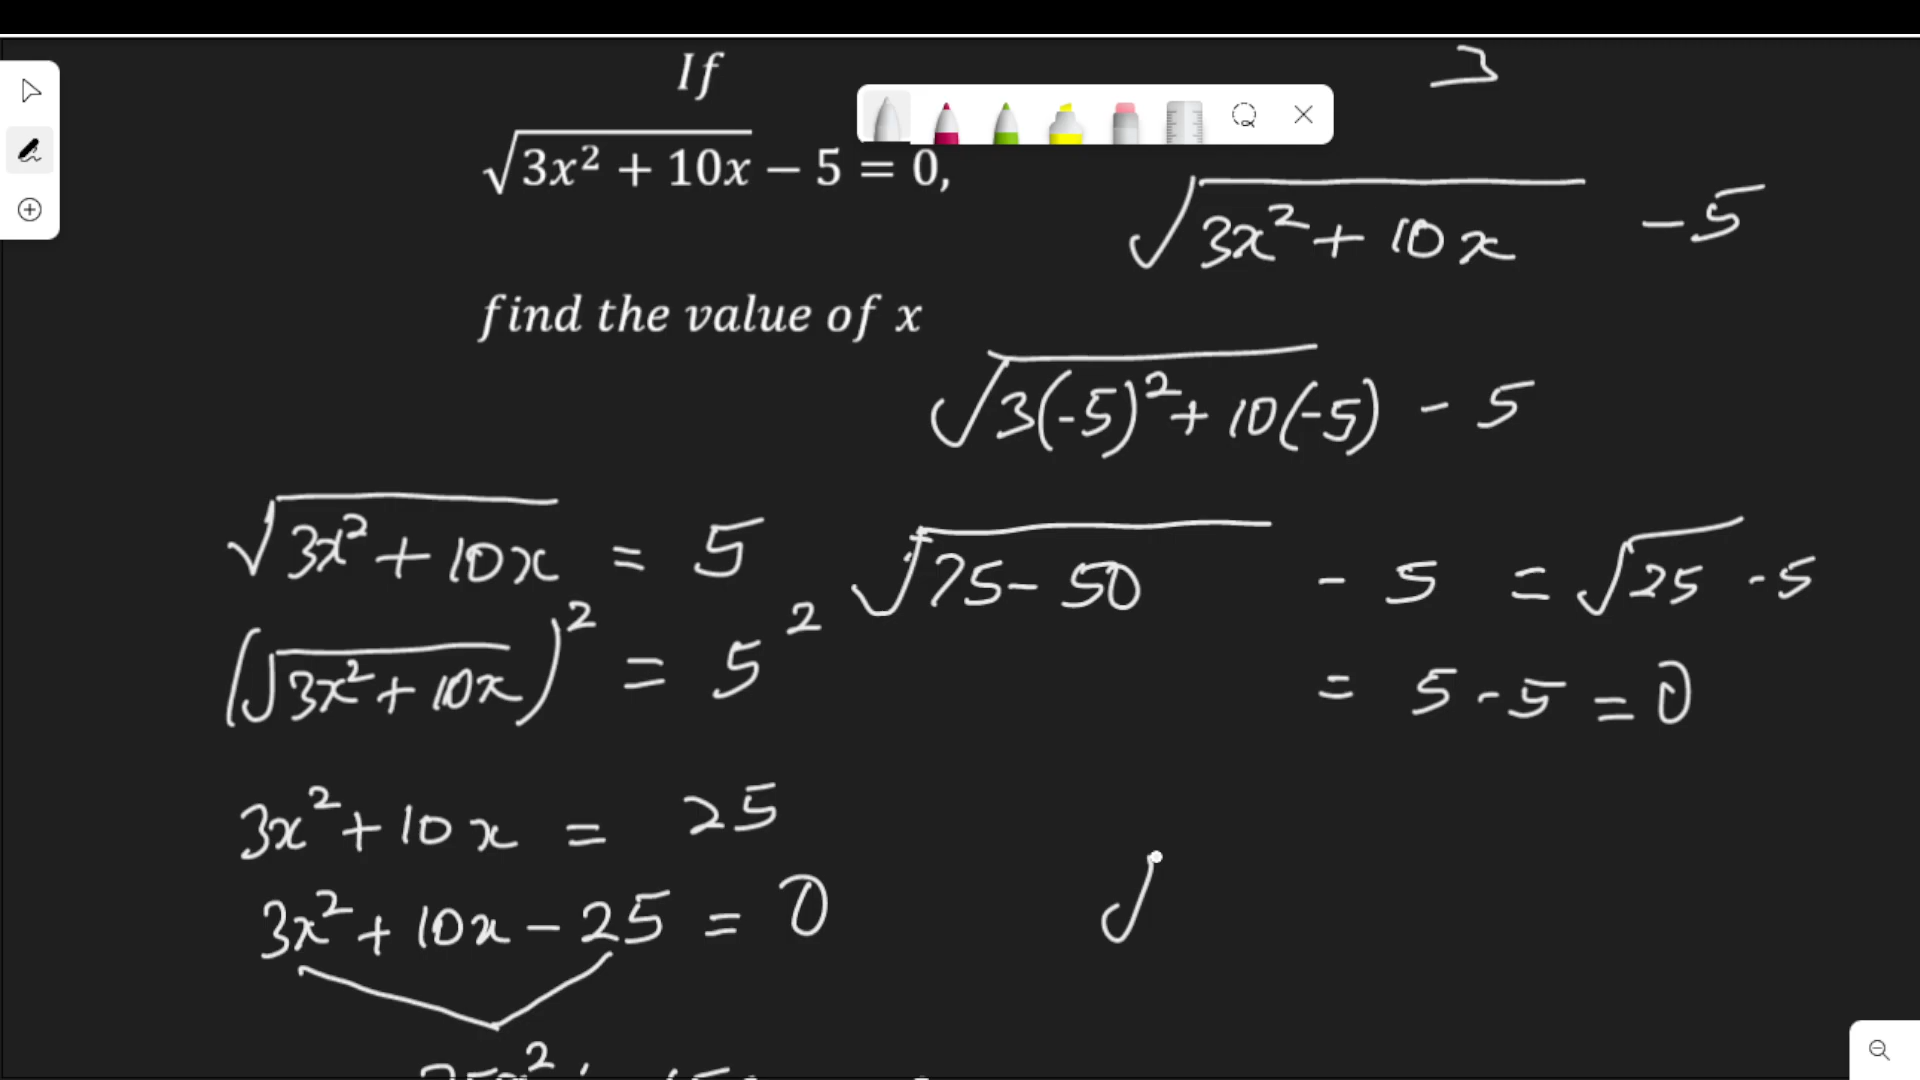 If
√3x² + 10x − 5 = 0,
find the value of x
√3x² + 10x = 5
(√3x² + 10x)² = 5²
3x² + 10x = 25
3x² + 10x − 25 = 0
3
√3x² + 10x − 5
√3(-5)² + 10(-5) − 5
√75 − 50 − 5 = √25 − 5
= 5 − 5 = 0
√